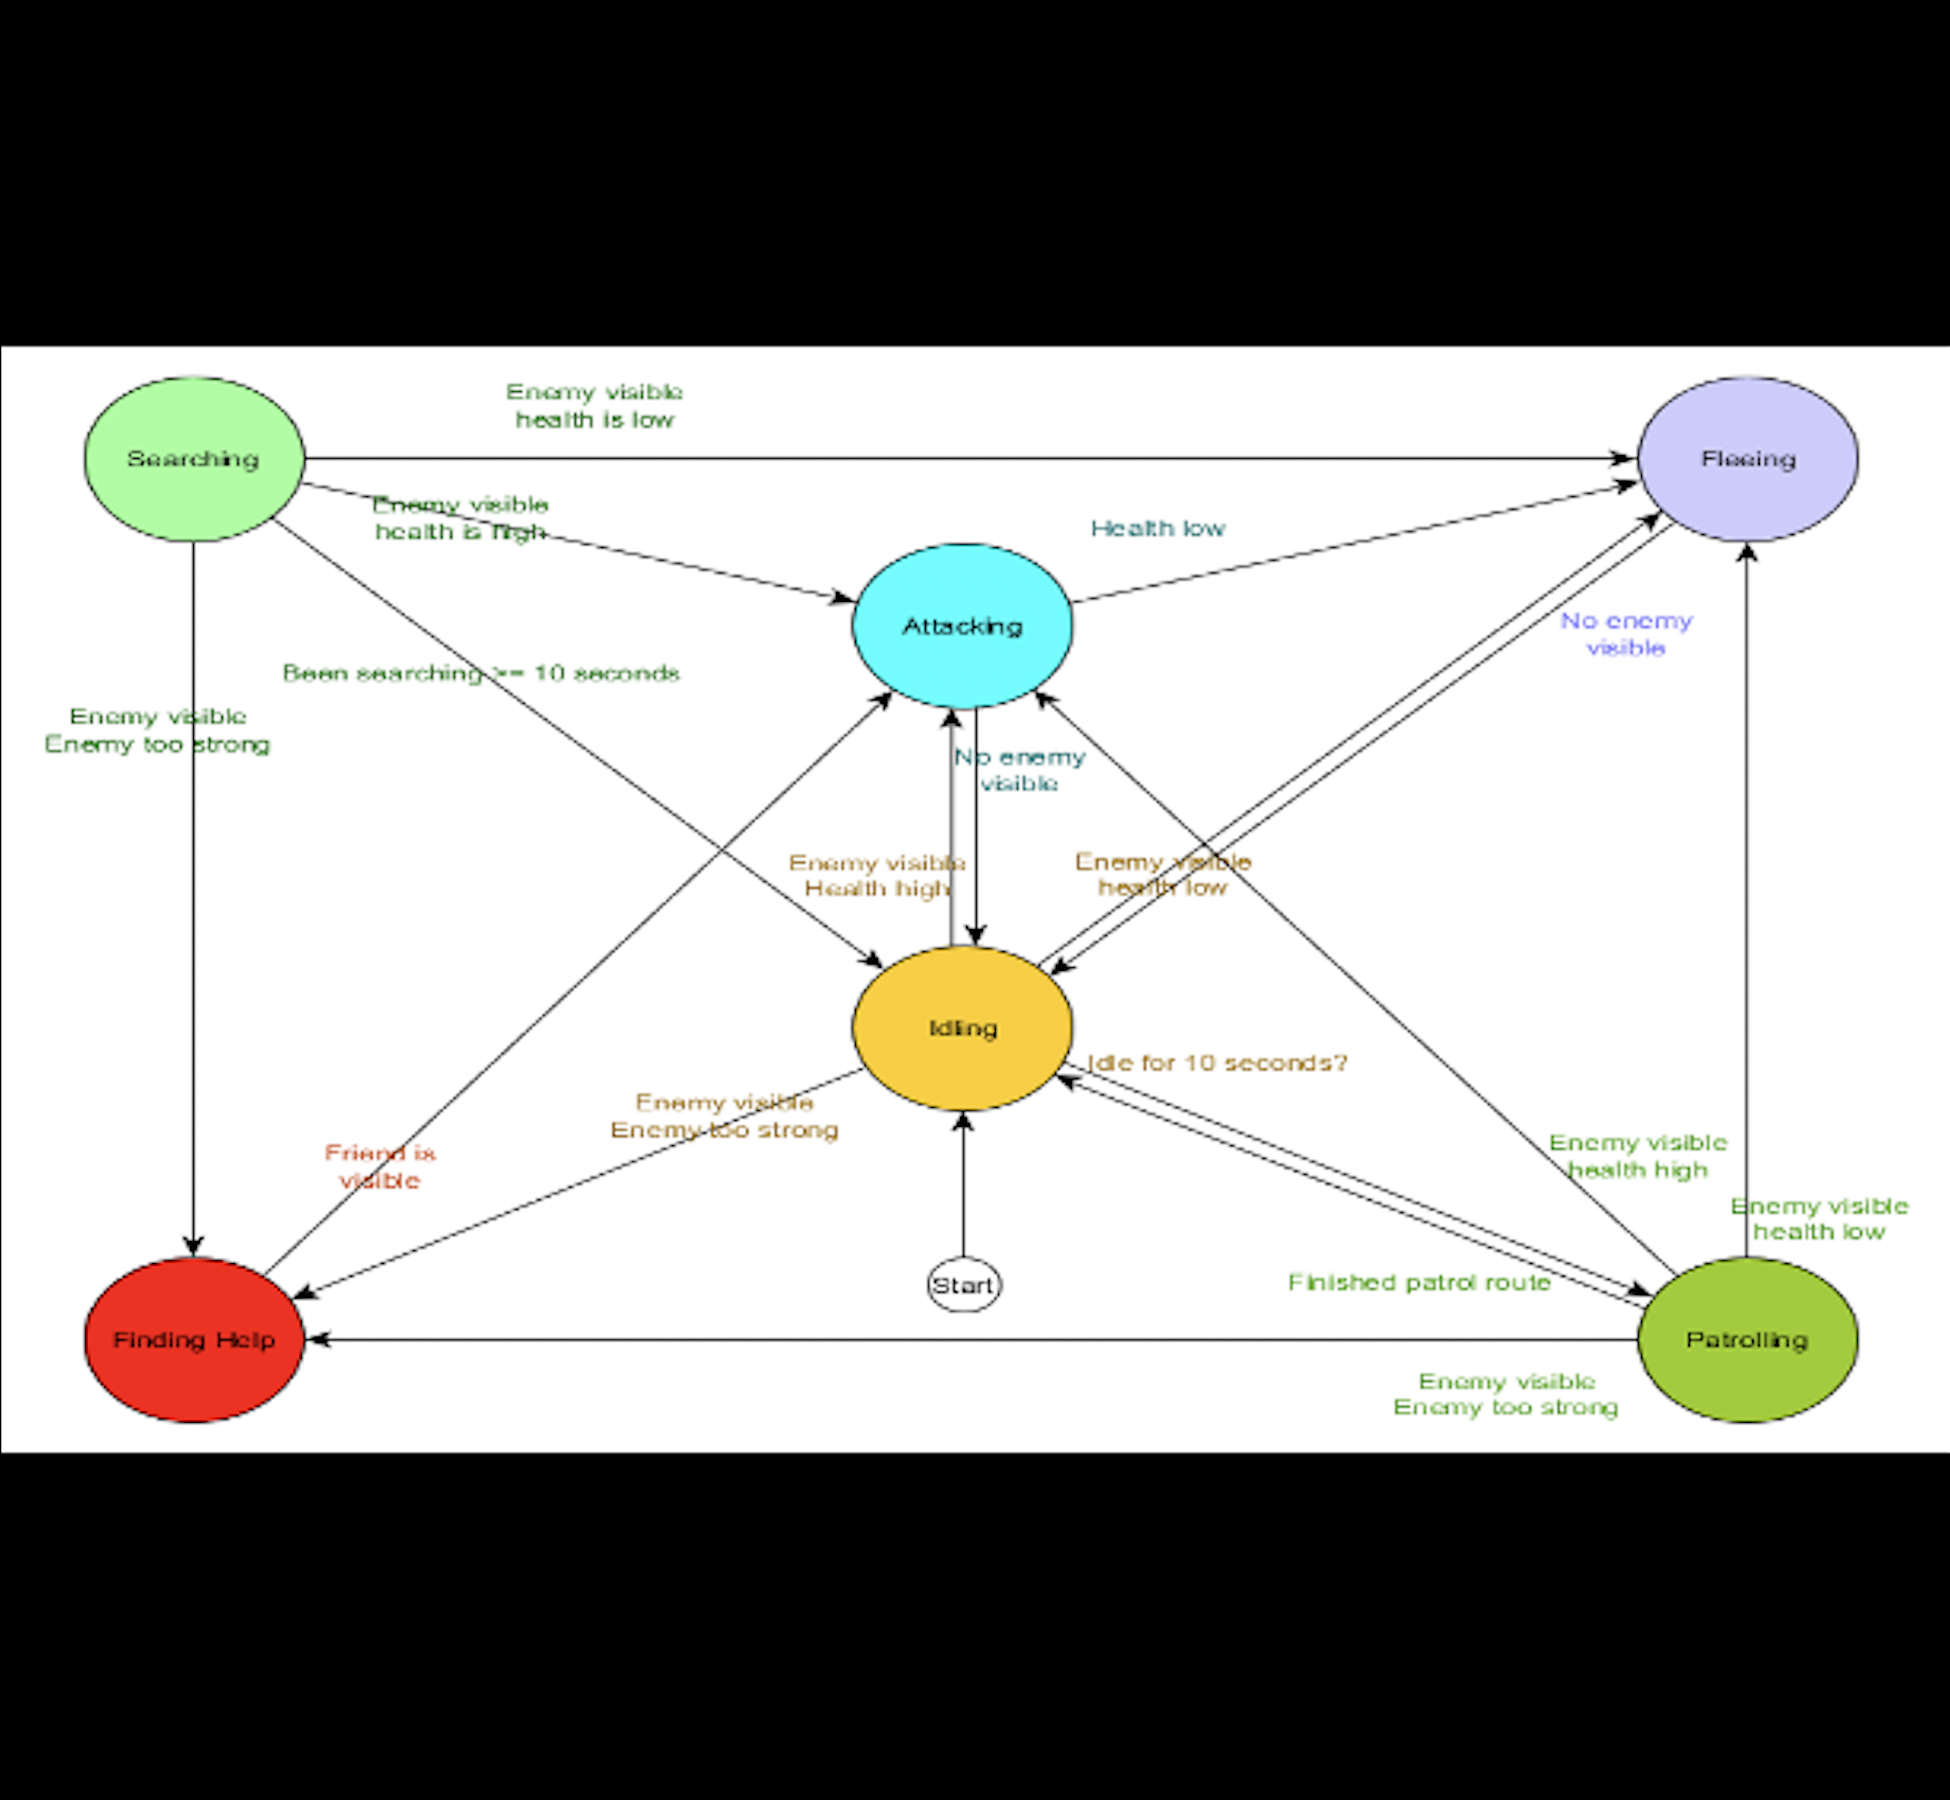 Enemy visible
health is low
Searching
Fleeing
Enemy visible
health is high
Health low
Attacking
No enemy
visible
Been searching >= 10 seconds
Enemy visible
Enemy too strong
No enemy
visible
Enemy visible
Health high
Enemy visible
health low
Idling
Idle for 10 seconds?
Enemy visible
Enemy too strong
Friend is
visible
Enemy visible
health high
Enemy visible
health low
Start
Finished patrol route
Finding Help
Patrolling
Enemy visible
Enemy too strong